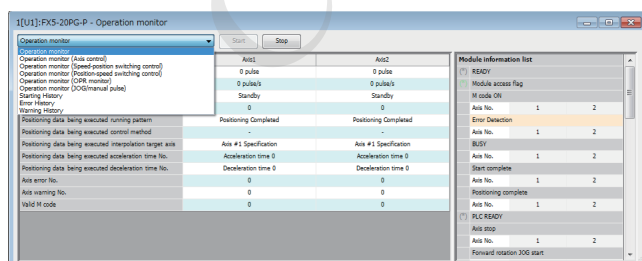 1[U1]:FX5-20PG-P - Operation monitor
Operation monitor
Start
Stop
Operation monitor
Operation monitor (Axis control)
Operation monitor (Speed-position switching control)
Operation monitor (Position-speed switching control)
Operation monitor (OPR monitor)
Operation monitor (JOG/manual pulse)
Starting History
Error History
Warning History
Axis1 Axis2
0 pulse 0 pulse
0 pulse/s 0 pulse/s
Standby Standby
0 0
Positioning data being executed running pattern Positioning Completed Positioning Completed
Positioning data being executed control method - -
Positioning data being executed interpolation target axis Axis #1 Specification Axis #1 Specification
Positioning data being executed acceleration time No. Acceleration time 0 Acceleration time 0
Positioning data being executed deceleration time No. Deceleration time 0 Deceleration time 0
Axis error No. 0 0
Axis warning No. 0 0
Valid M code 0 0
Module information list
READY
Module access flag
M code ON
Axis No. 1 2
Error Detection
Axis No. 1 2
BUSY
Axis No. 1 2
Start complete
Axis No. 1 2
Positioning complete
Axis No. 1 2
PLC READY
Axis stop
Axis No. 1 2
Forward rotation JOG start